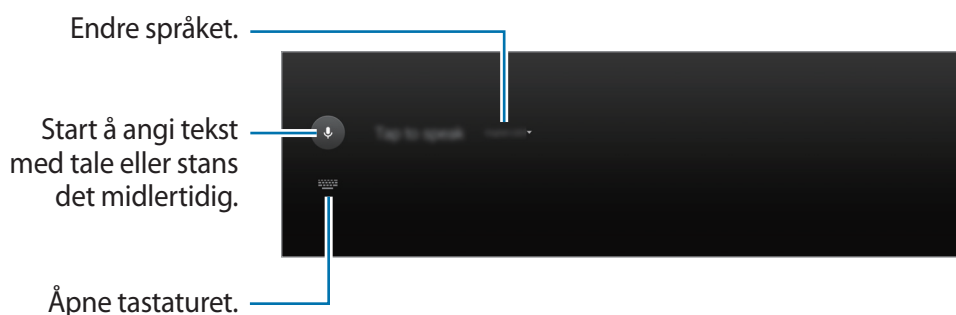 Endre språket.
Start å angi tekst
med tale eller stans
det midlertidig.
Tap to speak
Åpne tastaturet.